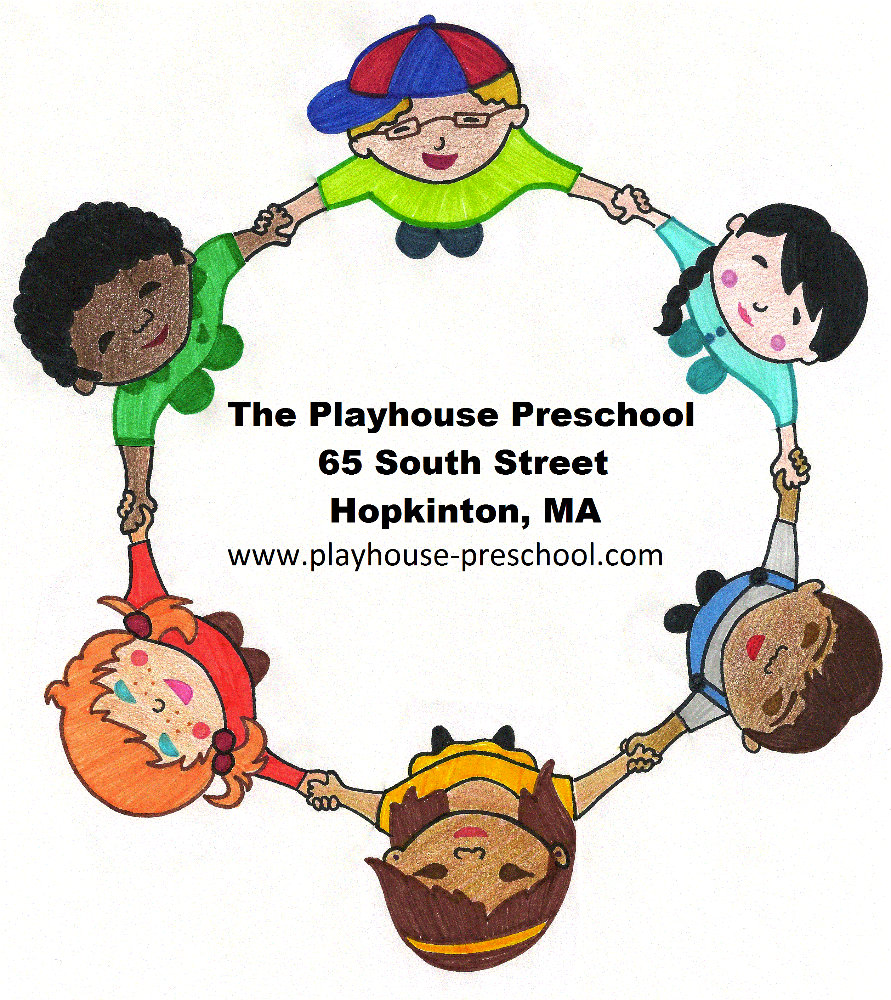 The Playhouse Preschool
65 South Street
Hopkinton, MA
www.playhouse-preschool.com